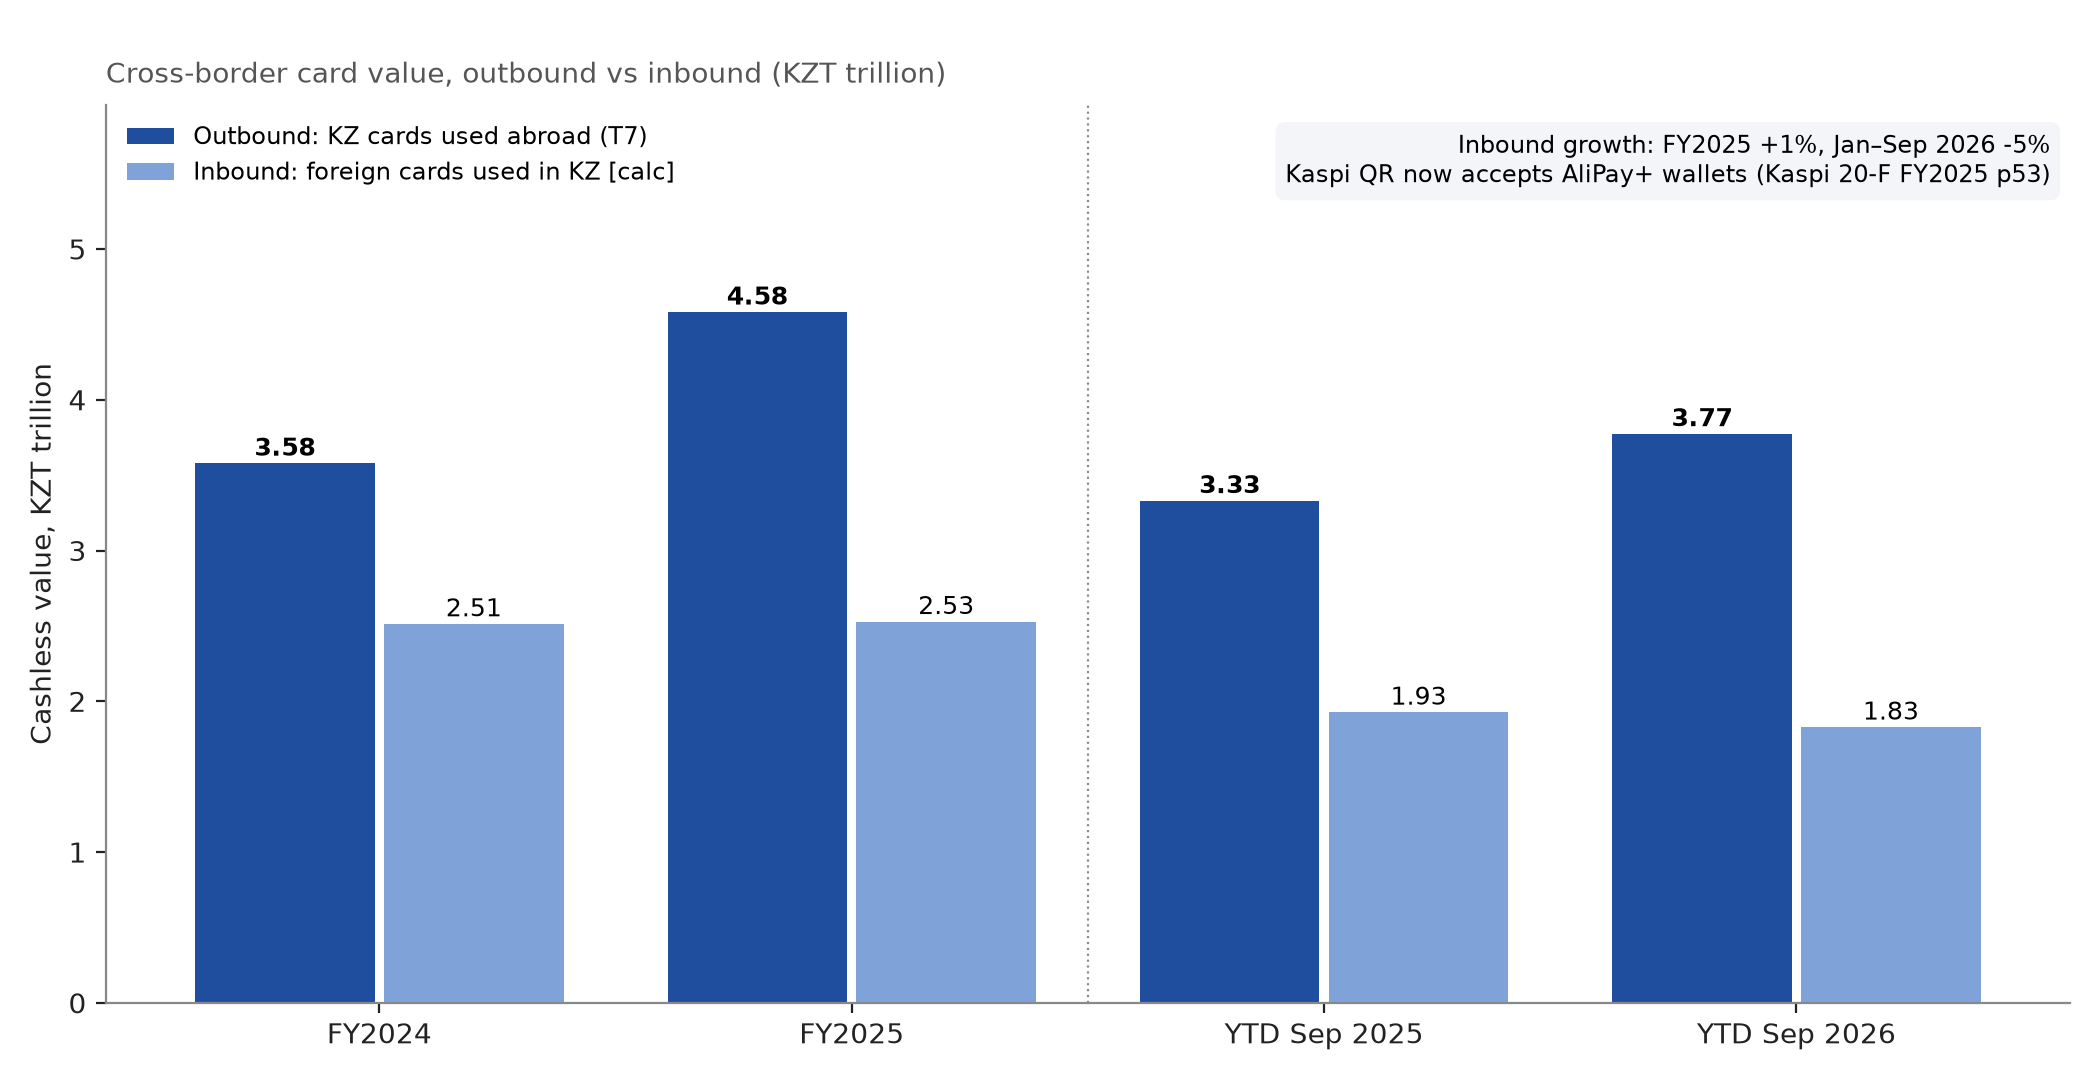 Cross-border card value, outbound vs inbound (KZT trillion)
Outbound: KZ cards used abroad (T7)
Inbound: foreign cards used in KZ [calc]
Inbound growth: FY2025 +1%, Jan–Sep 2026 -5%
Kaspi QR now accepts AliPay+ wallets (Kaspi 20-F FY2025 p53)
Cashless value, KZT trillion
5
4
3
2
1
0
3.58
2.51
4.58
2.53
3.33
1.93
3.77
1.83
FY2024
FY2025
YTD Sep 2025
YTD Sep 2026